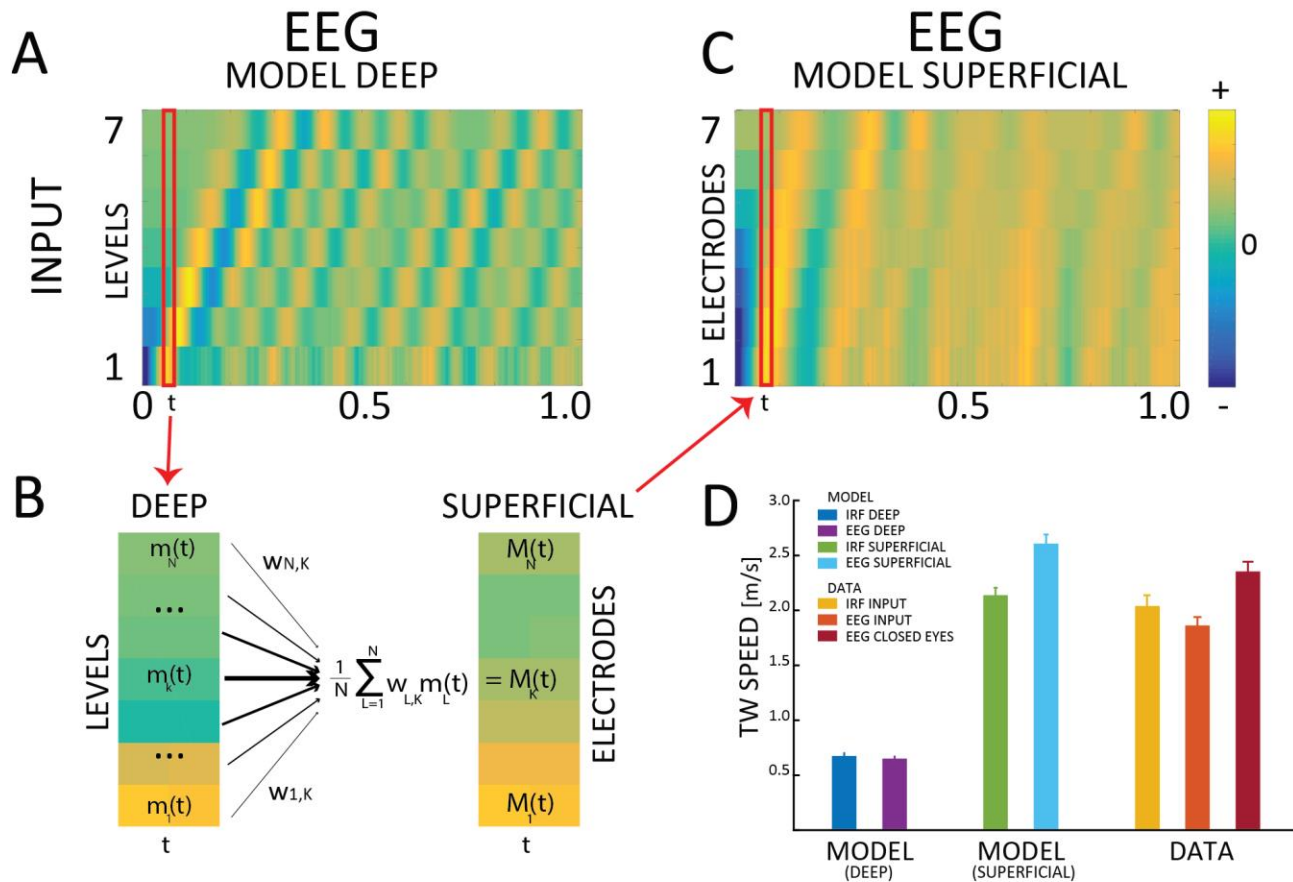 A
EEG
MODEL DEEP
INPUT
LEVELS
7
1
0
t
0.5
1.0
C
EEG
MODEL SUPERFICIAL
ELECTRODES
7
1
t
0.5
1.0
+
0
-
B
DEEP
LEVELS
m_N(t)
...
m_k(t)
...
m_1(t)
t
w_N,K
w_1,K
1/N ∑_{L=1}^{N} w_{L,K} m_L(t) = M_K(t)
SUPERFICIAL
M_N(t)
M_1(t)
ELECTRODES
t
D
TW SPEED [m/s]
3.0
2.5
2.0
1.5
1.0
0.5
MODEL
IRF DEEP
EEG DEEP
IRF SUPERFICIAL
EEG SUPERFICIAL
DATA
IRF INPUT
EEG INPUT
EEG CLOSED EYES
MODEL
(DEEP)
MODEL
(SUPERFICIAL)
DATA